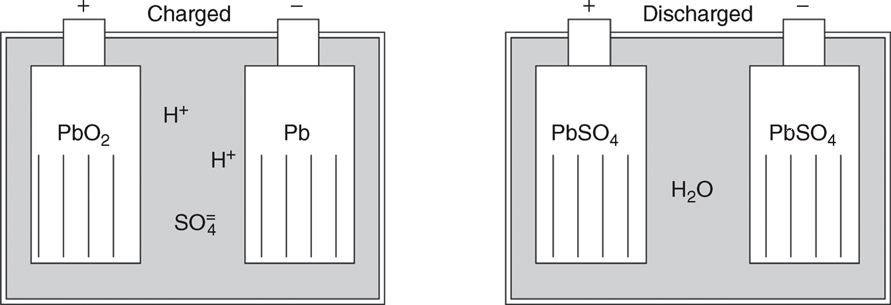 + Charged −
PbO₂
H⁺
Pb
H⁺
SO₄⁼
+ Discharged −
PbSO₄
PbSO₄
H₂O